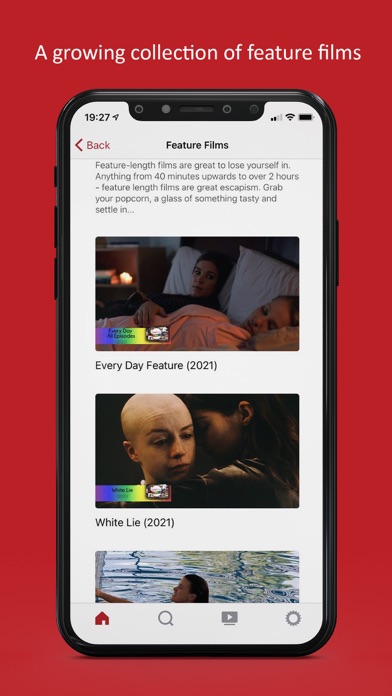 A growing collection of feature films
19:27
Back
Feature Films
Feature-length films are great to lose yourself in.
Anything from 40 minutes upwards to over 2 hours
- feature length films are great escapism. Grab
your popcorn, a glass of something tasty and
settle in...
Every Day
All Episodes
Every Day Feature (2021)
White Lie
White Lie (2021)